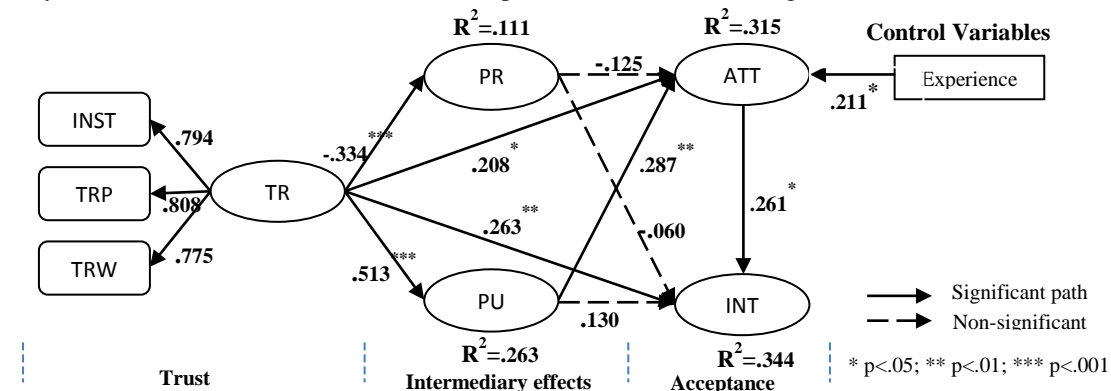 R²=.111
R²=.315
Control Variables
PR
-.125
ATT
Experience
.211*
INST
.794
-.334***
.208*
.287**
TRP
.808
TR
.263**
-.060
.261*
TRW
.775
.513***
PU
.130
INT
Significant path
Non-significant
R²=.263
R²=.344
* p<.05; ** p<.01; *** p<.001
Trust
Intermediary effects
Acceptance